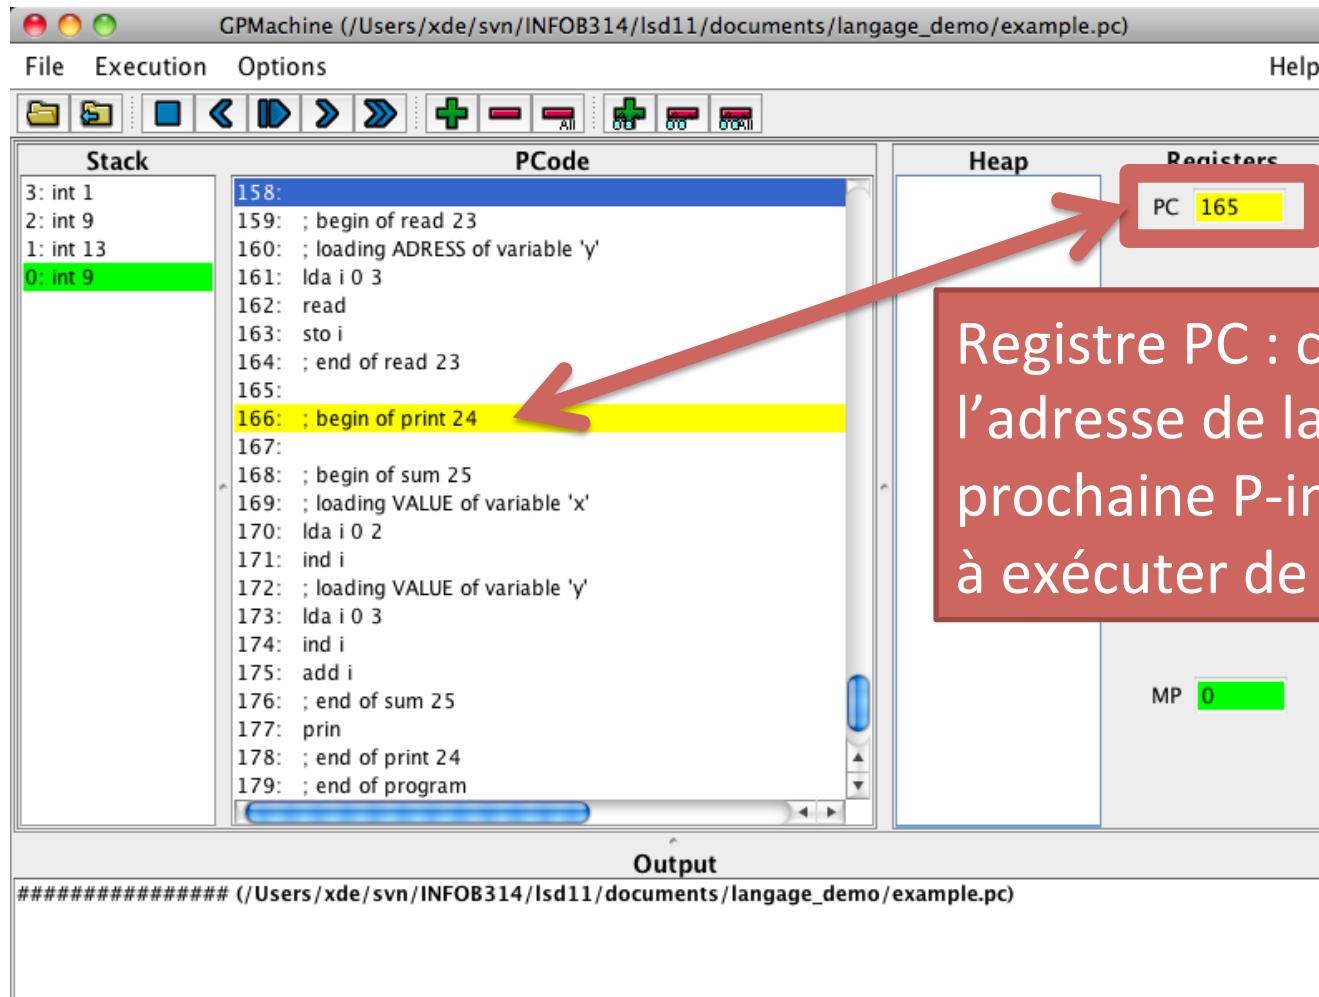 GPMachine (/Users/xde/svn/INFOB314/lsd11/documents/langage_demo/example.pc)
File Execution Options Help
All All
Stack
3: int 1
2: int 9
1: int 13
0: int 9
PCode
158:
159: ; begin of read 23
160: ; loading ADRESS of variable 'y'
161: lda i 0 3
162: read
163: sto i
164: ; end of read 23
165:
166: ; begin of print 24
167:
168: ; begin of sum 25
169: ; loading VALUE of variable 'x'
170: lda i 0 2
171: ind i
172: ; loading VALUE of variable 'y'
173: lda i 0 3
174: ind i
175: add i
176: ; end of sum 25
177: prin
178: ; end of print 24
179: ; end of program
Heap
Registers
PC 165
Registre PC :
l’adresse de la
prochaine
à exécuter de
MP 0
Output
################ (/Users/xde/svn/INFOB314/lsd11/documents/langage_demo/example.pc)